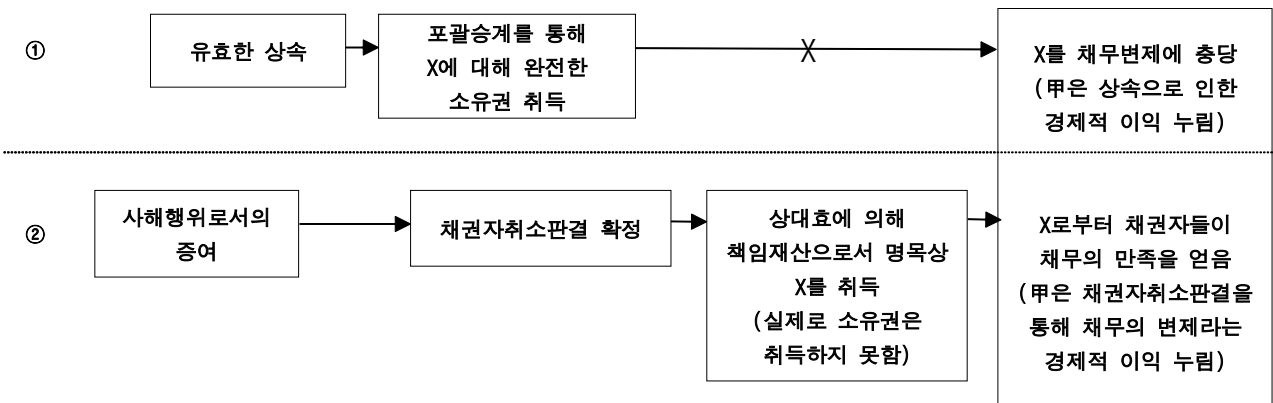 ①
유효한 상속
포괄승계를 통해
X에 대해 완전한
소유권 취득
X
X를 채무변제에 충당
(甲은 상속으로 인한
경제적 이익 누림)
②
사해행위로서의
증여
채권자취소판결 확정
상대효에 의해
책임재산으로서 명목상
X를 취득
(실제로 소유권은
취득하지 못함)
X로부터 채권자들이
채무의 만족을 얻음
(甲은 채권자취소판결을
통해 채무의 변제라는
경제적 이익 누림)